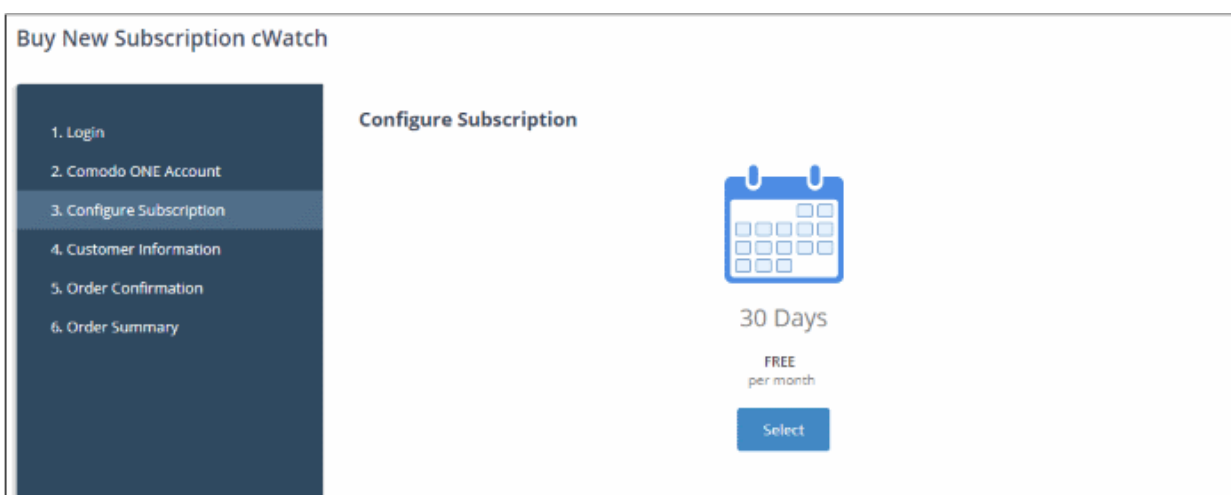 Buy New Subscription cWatch
1. Login
2. Comodo ONE Account
3. Configure Subscription
4. Customer Information
5. Order Confirmation
6. Order Summary
Configure Subscription
30 Days
FREE
per month
Select